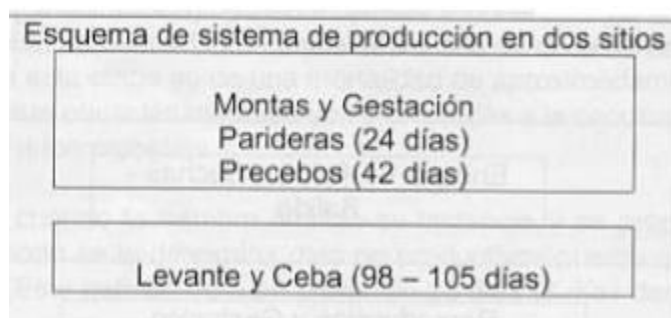 Esquema de sistema de producción en dos sitios
Montas y Gestación
Parideras (24 días)
Precebos (42 días)
Levante y Ceba (98 – 105 días)